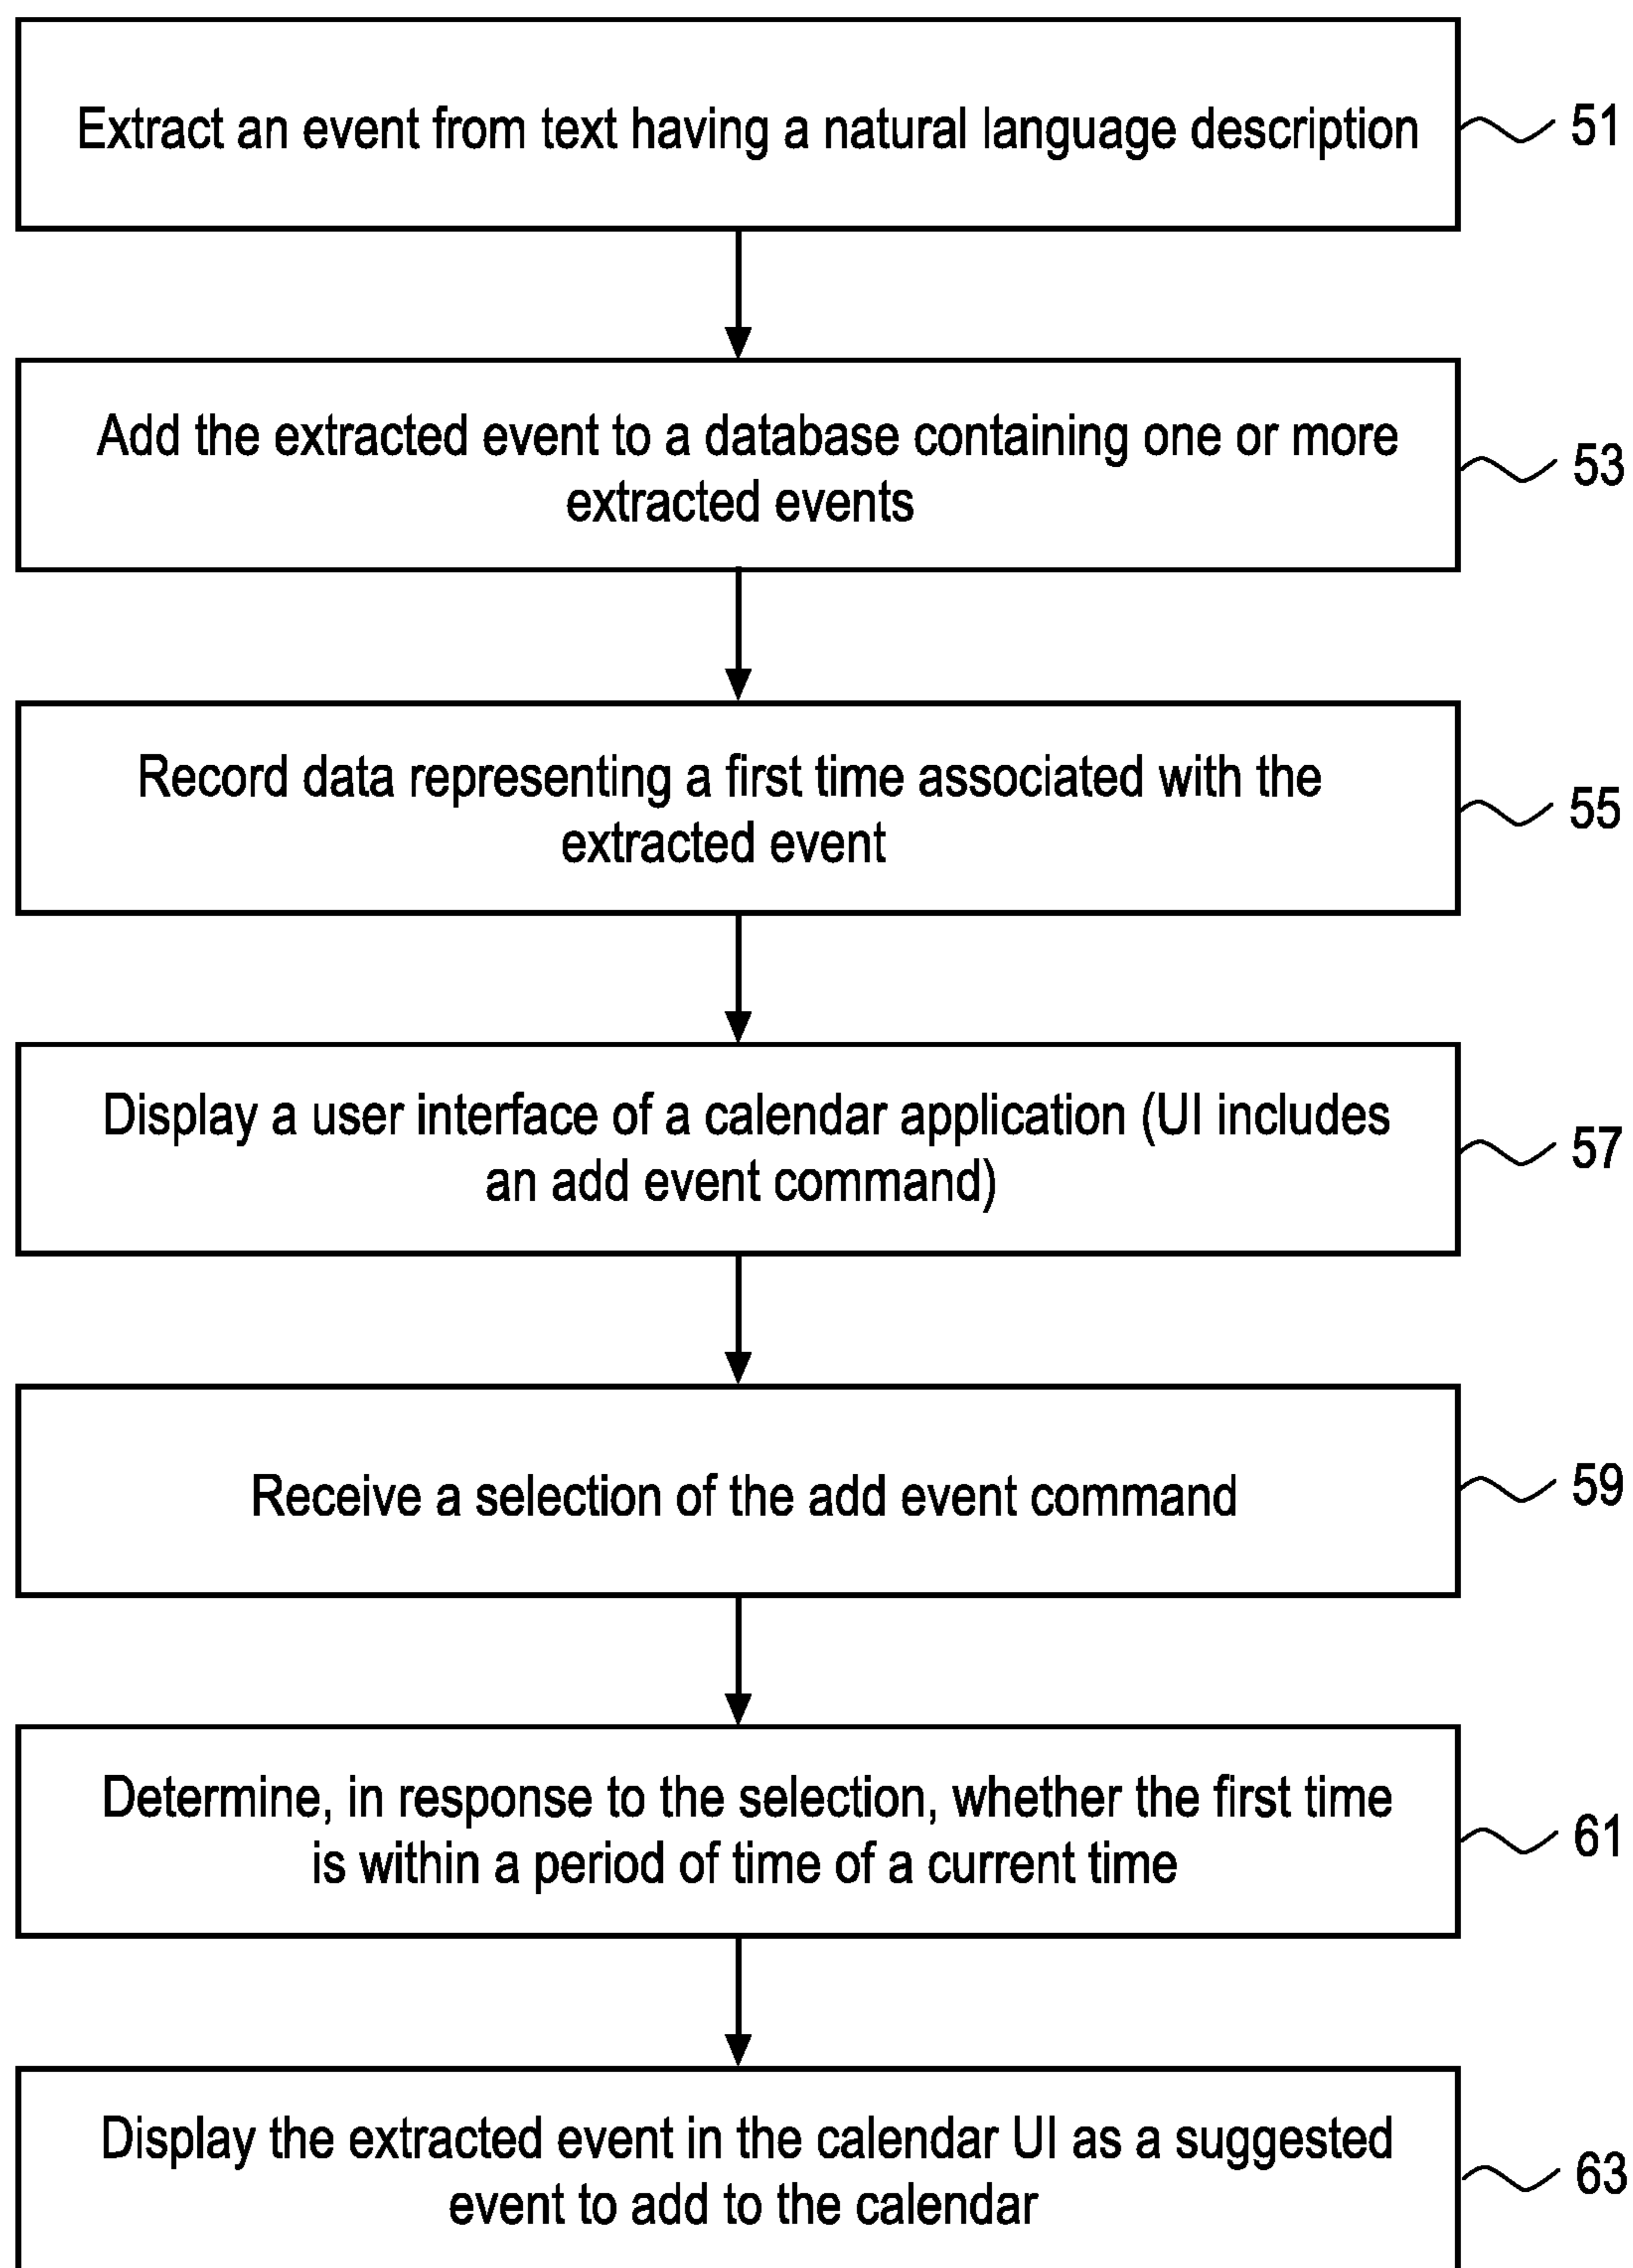 Extract an event from text having a natural language description
51
Add the extracted event to a database containing one or more
extracted events
53
Record data representing a first time associated with the
extracted event
55
Display a user interface of a calendar application (UI includes
an add event command)
57
Receive a selection of the add event command
59
Determine, in response to the selection, whether the first time
is within a period of time of a current time
61
Display the extracted event in the calendar UI as a suggested
event to add to the calendar
63